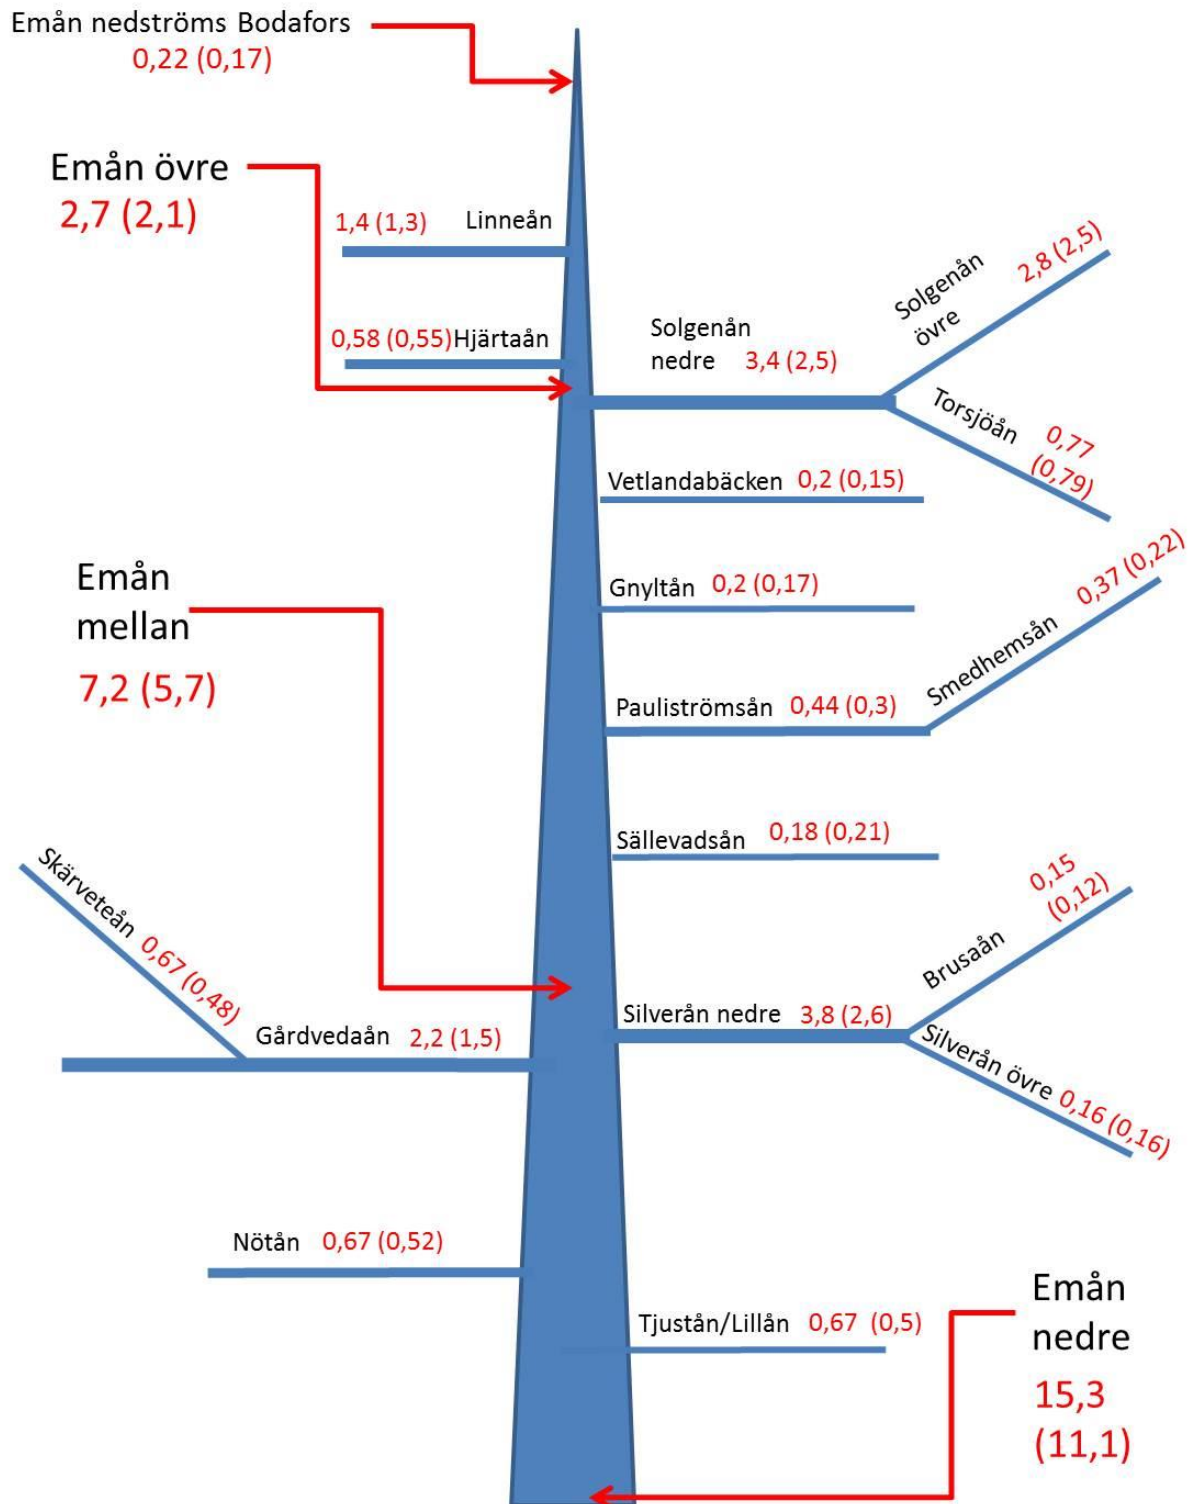 Emån nedströms Bodafors
0,22 (0,17)
Emån övre
2,7 (2,1)
1,4 (1,3) Linneån
0,58 (0,55) Hjärtaån
Solgenån
nedre 3,4 (2,5)
Solgenån
övre
2,8 (2,5)
Torsjöån
0,77
(0,79)
Vetlandabäcken 0,2 (0,15)
Gnyltån 0,2 (0,17)
Emån
mellan
7,2 (5,7)
Pauliströmsån 0,44 (0,3)
Smedhemsån 0,37 (0,22)
Sällevadsån 0,18 (0,21)
Skärveteån 0,67 (0,48)
Gårdvedaån 2,2 (1,5)
Silverån nedre 3,8 (2,6)
Brusaån
0,15
(0,12)
Silverån övre 0,16 (0,16)
Nötån 0,67 (0,52)
Tjustån/Lillån 0,67 (0,5)
Emån
nedre
15,3
(11,1)